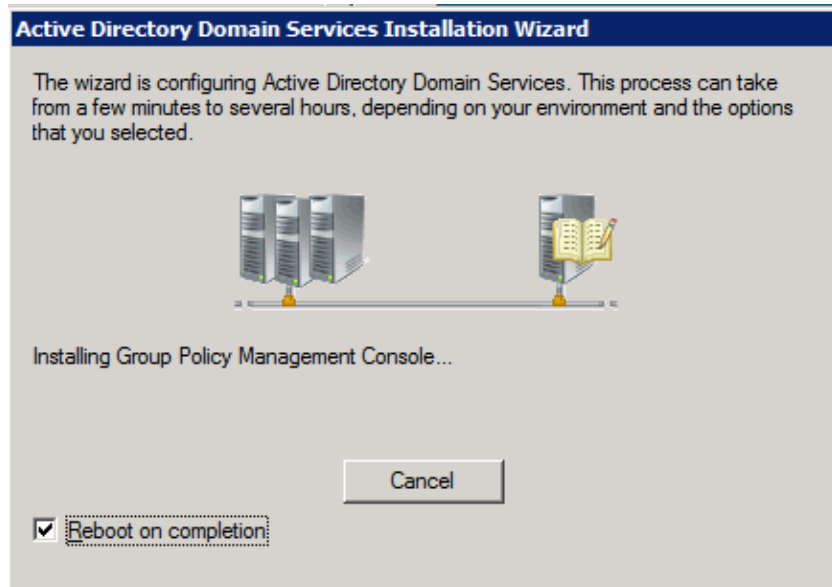 Active Directory Domain Services Installation Wizard
The wizard is configuring Active Directory Domain Services. This process can take
from a few minutes to several hours, depending on your environment and the options
that you selected.
Installing Group Policy Management Console...
Cancel
Reboot on completion